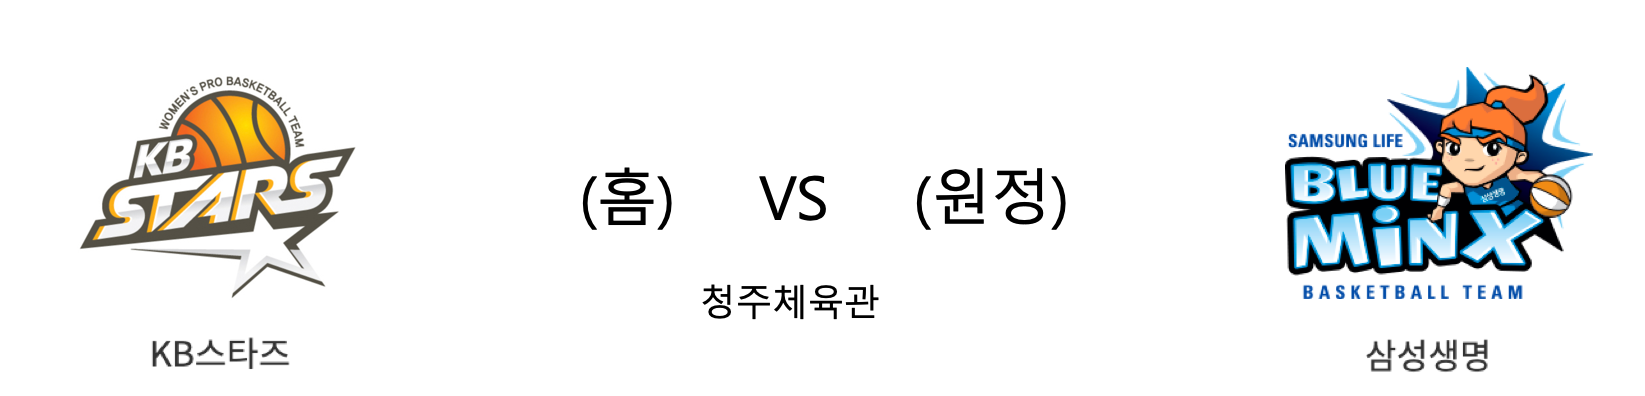 WOMEN'S PRO BASKETBALL TEAM
KB
STARS
KB스타즈
(홈) VS (원정)
청주체육관
SAMSUNG LIFE
BLUE
MiNX
삼성생명
BASKETBALL TEAM
삼성생명